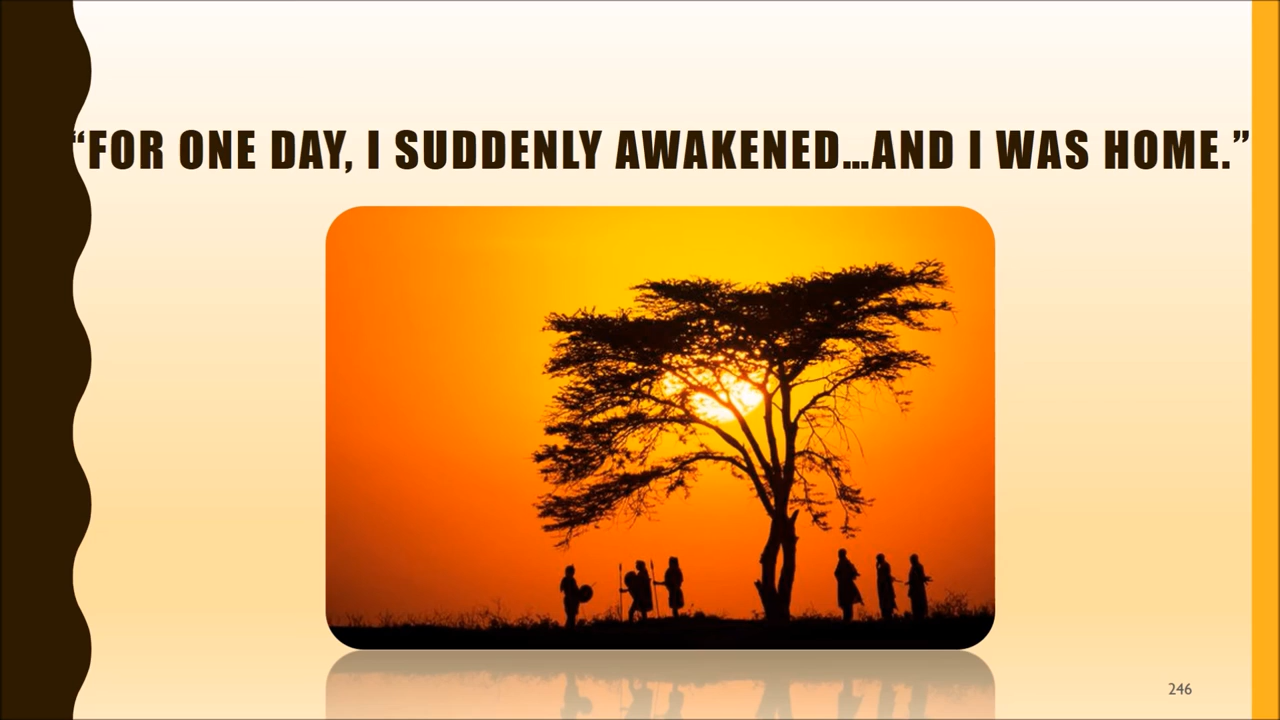 “FOR ONE DAY, I SUDDENLY AWAKENED…AND I WAS HOME.”
246